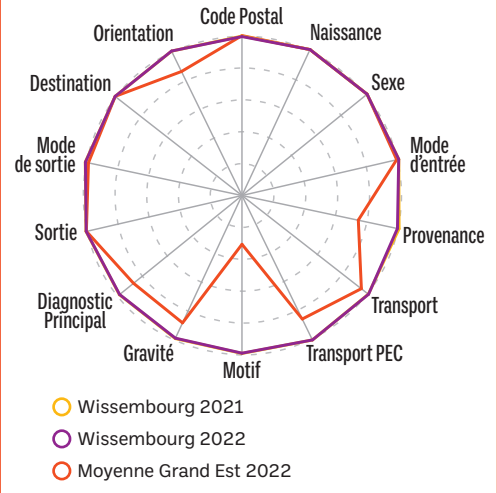 Code Postal
Orientation
Naissance
Destination
Sexe
Mode
de sortie
Mode
d'entrée
Sortie
Provenance
Diagnostic
Principal
Transport
Gravité
Transport PEC
Motif
Wissembourg 2021
Wissembourg 2022
Moyenne Grand Est 2022